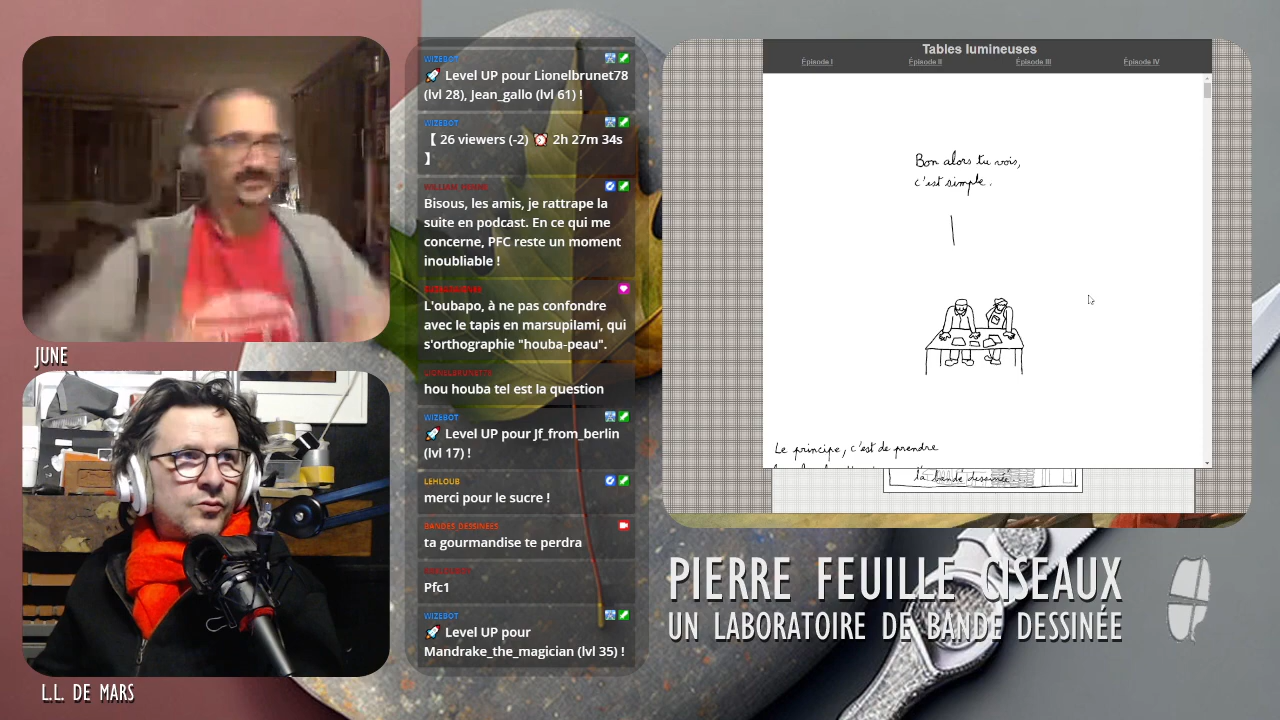 JUNE
L.L. DE MARS
WIZEBOT
🚀 Level UP pour Lionelbrunet78
(lvl 28), Jean_gallo (lvl 61) !
WIZEBOT
【 26 viewers (-2) ⏰ 2h 27m 34s
】
Bisous, les amis, je rattrape la
suite en podcast. En ce qui me
concerne, PFC reste un moment
inoubliable !
L'oubapo, à ne pas confondre
avec le tapis en marsupilami, qui
s'orthographie "houba-peau".
hou houba tel est la question
WIZEBOT
🚀 Level UP pour Jf_from_berlin
(lvl 17) !
LEHLOUB
merci pour le sucre !
BANDES DESSINEES
ta gourmandise te perdra
Pfc1
WIZEBOT
🚀 Level UP pour
Mandrake_the_magician (lvl 35) !
Tables lumineuses
Épisode I Épisode II Épisode III Épisode IV
Bon alors tu vois,
c'est simple.
Le principe, c'est de prendre
la bande dessinée
PIERRE FEUILLE CISEAUX
UN LABORATOIRE DE BANDE DESSINÉE